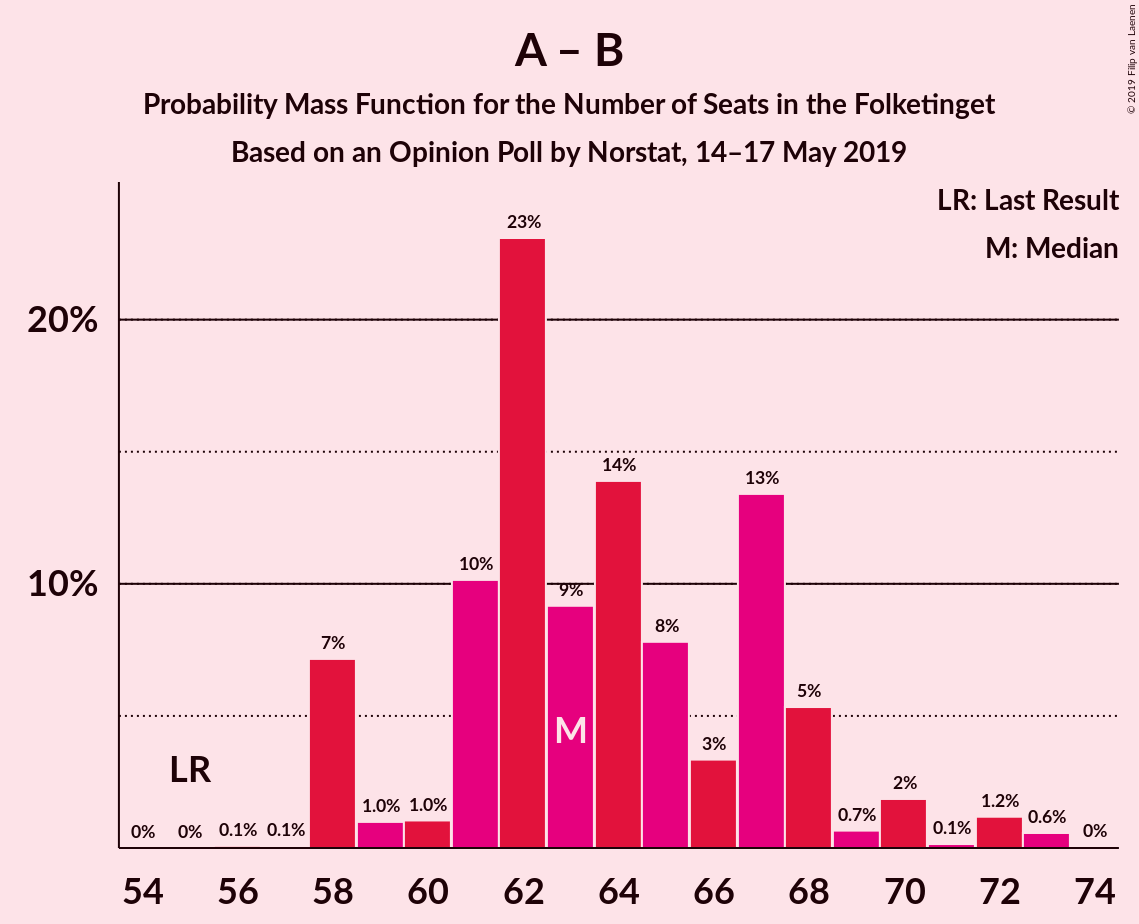 A – B
Probability Mass Function for the Number of Seats in the Folketinget
Based on an Opinion Poll by Norstat, 14–17 May 2019
© 2019 Filip van Laenen
LR: Last Result
M: Median
20%
10%
0%
0%
0.1%
0.1%
7%
1.0%
1.0%
10%
23%
9%
14%
8%
3%
13%
5%
0.7%
2%
0.1%
1.2%
0.6%
0%
LR
M
54 56 58 60 62 64 66 68 70 72 74